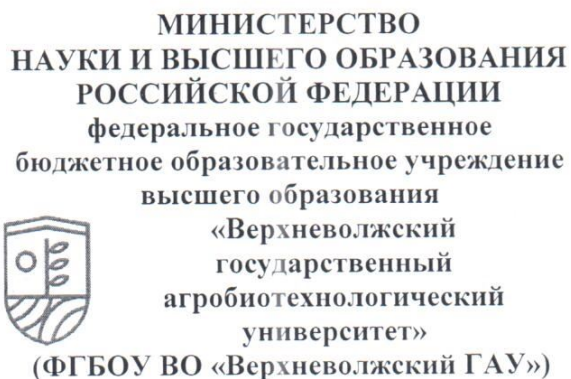 МИНИСТЕРСТВО
НАУКИ И ВЫСШЕГО ОБРАЗОВАНИЯ
РОССИЙСКОЙ ФЕДЕРАЦИИ
федеральное государственное
бюджетное образовательное учреждение
высшего образования
«Верхневолжский
государственный
агробиотехнологический
университет»
(ФГБОУ ВО «Верхневолжский ГАУ»)